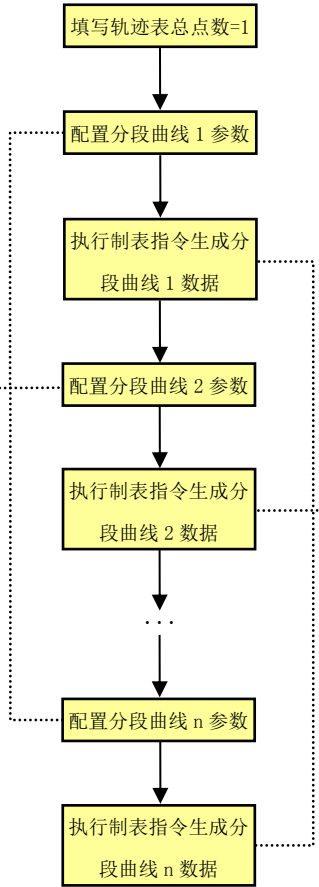 填写轨迹表总点数=1
配置分段曲线 1 参数
执行制表指令生成分
段曲线 1 数据
配置分段曲线 2 参数
执行制表指令生成分
段曲线 2 数据
...
配置分段曲线 n 参数
执行制表指令生成分
段曲线 n 数据